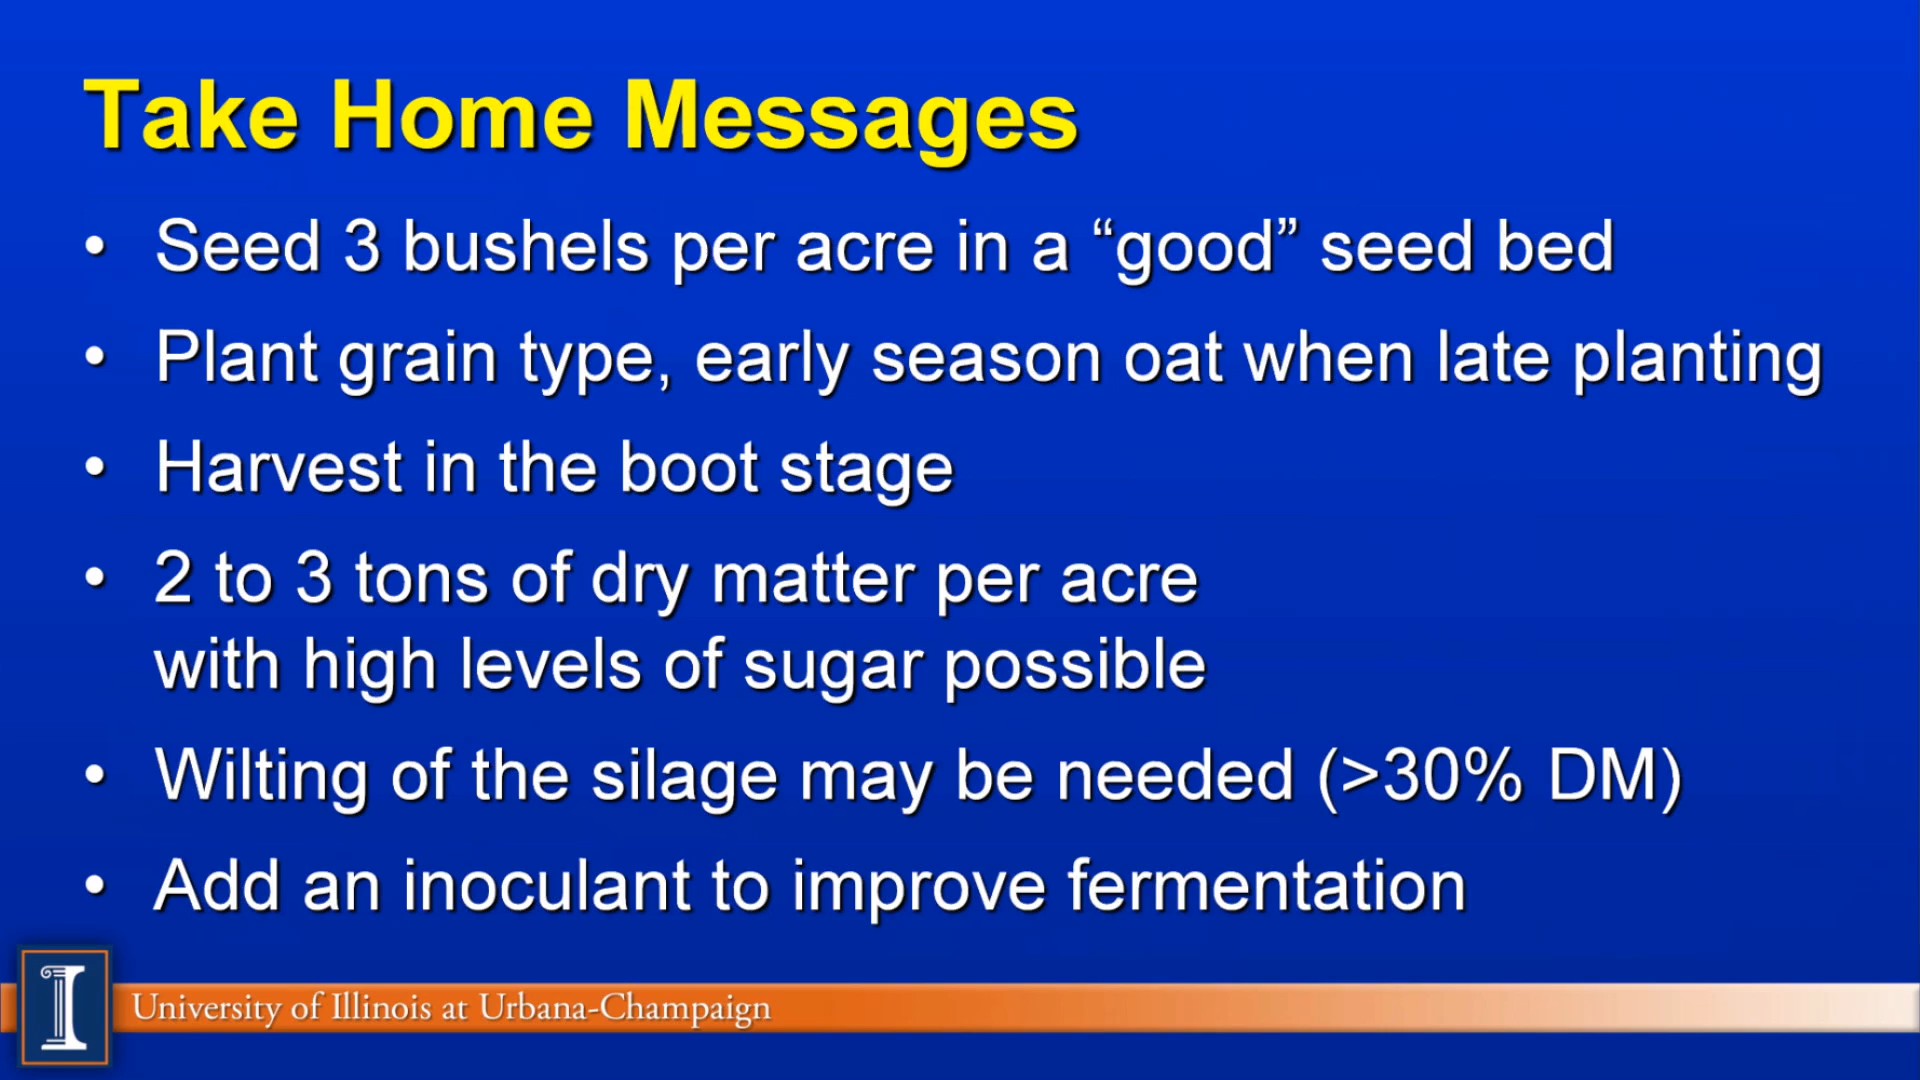 Take Home Messages
• Seed 3 bushels per acre in a “good” seed bed
• Plant grain type, early season oat when late planting
• Harvest in the boot stage
• 2 to 3 tons of dry matter per acre
with high levels of sugar possible
• Wilting of the silage may be needed (>30% DM)
• Add an inoculant to improve fermentation
I
University of Illinois at Urbana-Champaign